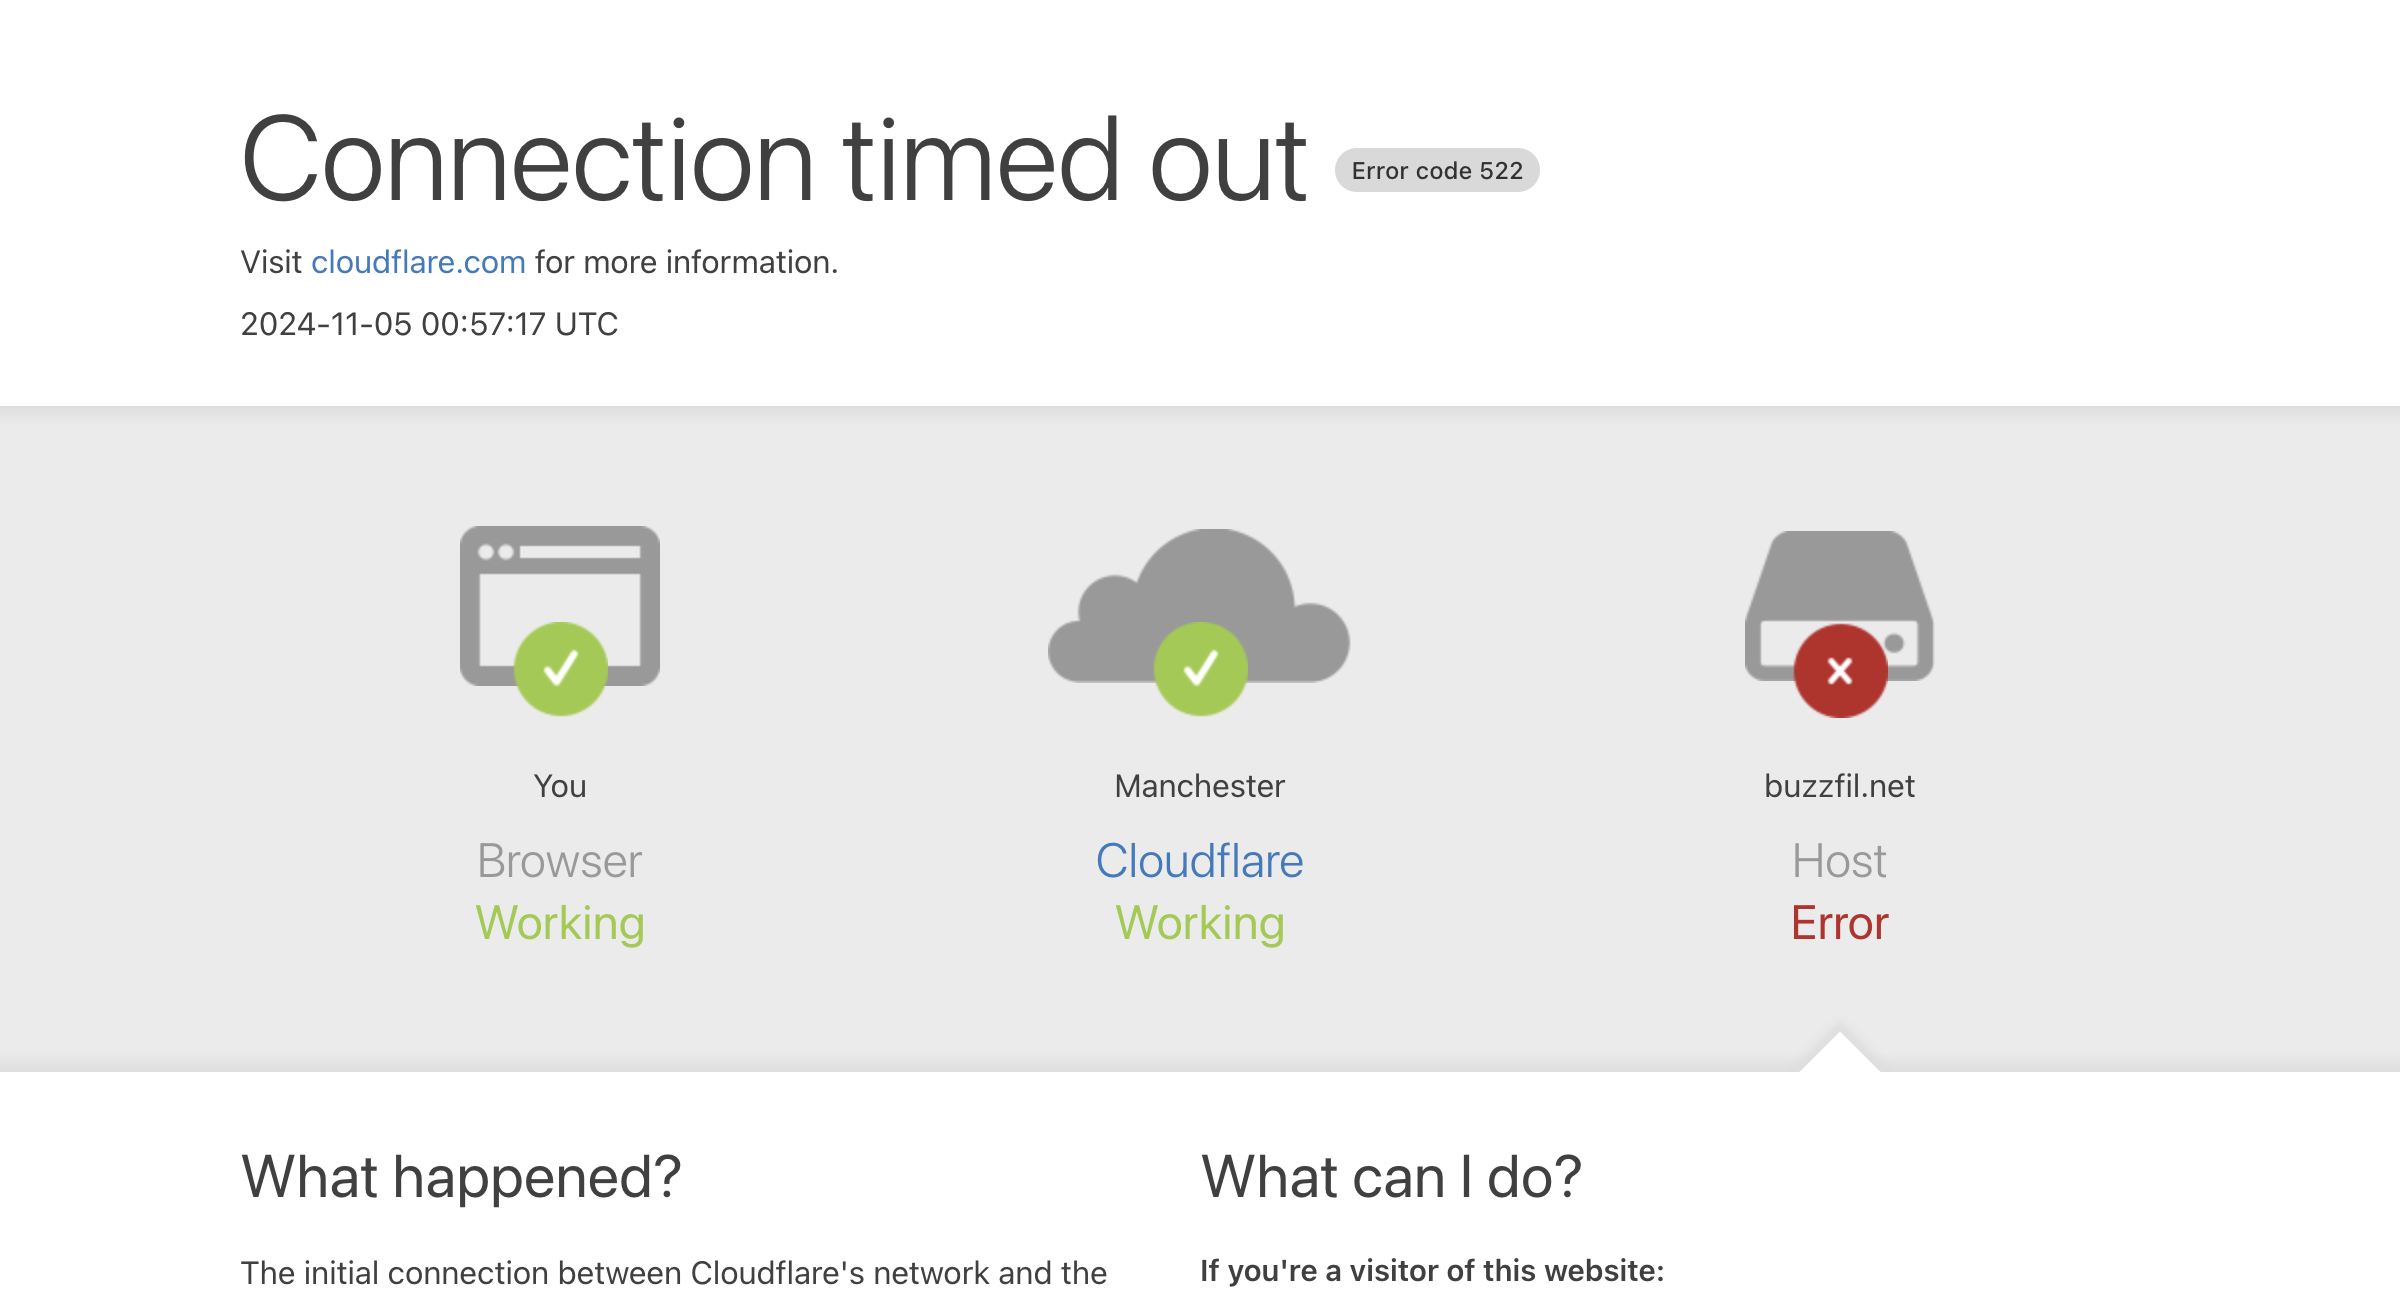 Connection timed out Error code 522
Visit cloudflare.com for more information.
2024-11-05 00:57:17 UTC
You
Browser
Working
Manchester
Cloudflare
Working
buzzfil.net
Host
Error
What happened?
The initial connection between Cloudflare's network and the
What can I do?
If you're a visitor of this website: